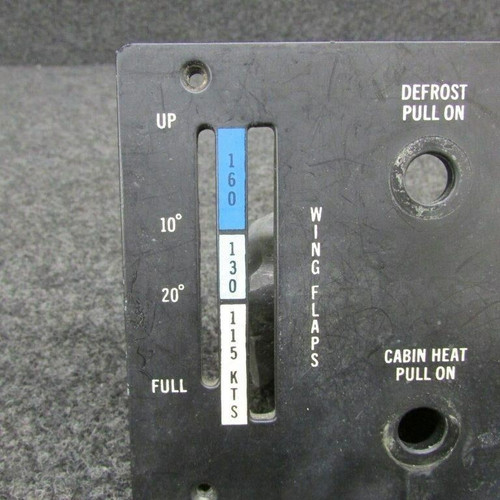 UP
10°
20°
FULL
160
130
115 KTS
WING FLAPS
DEFROST
PULL ON
CABIN HEAT
PULL ON